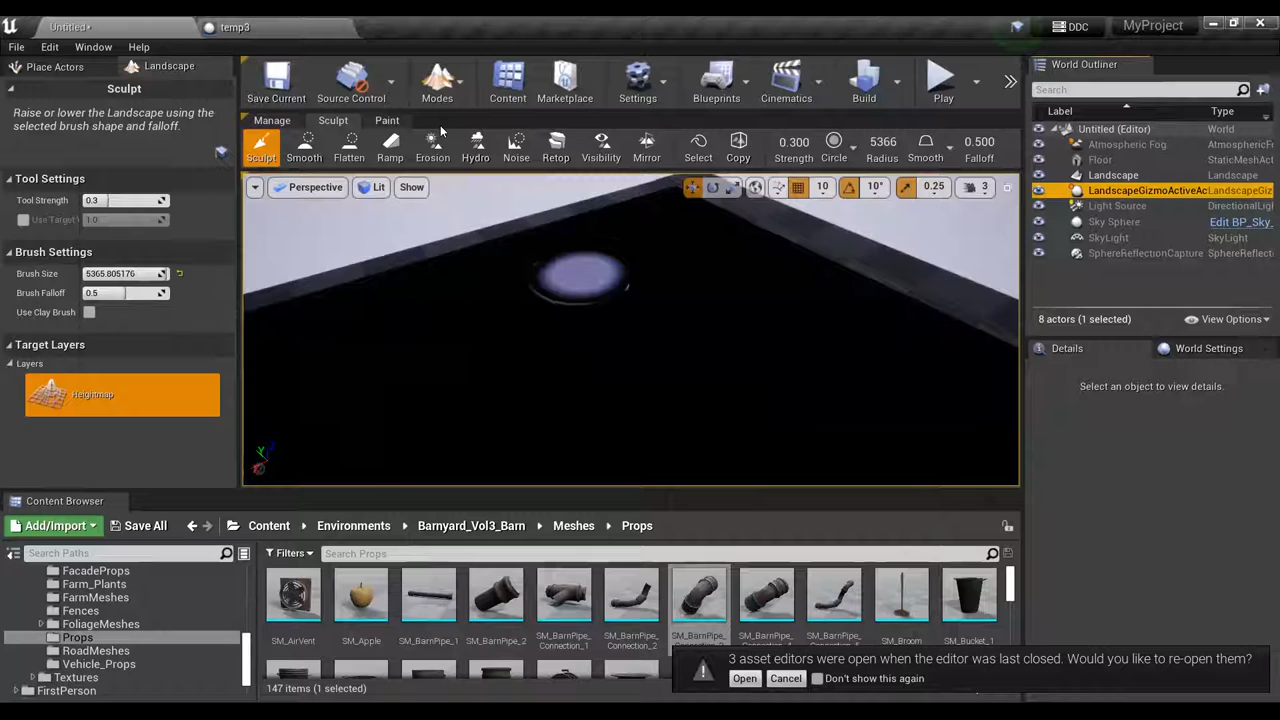 Untitled*
temp3
DDC
MyProject
File Edit Window Help
Place Actors
Landscape
Save Current
Source Control
Modes
Content
Marketplace
Settings
Blueprints
Cinematics
Build
Play
World Outliner
Search
Label
Type
Sculpt
Raise or lower the Landscape using the
selected brush shape and falloff.
Manage Sculpt Paint
Sculpt Smooth Flatten Ramp Erosion Hydro Noise Retop Visibility Mirror Select Copy
0.300
Strength
Circle
5366
Radius
Smooth
0.500
Falloff
Perspective Lit Show
10 10° 0.25 3
Tool Settings
Tool Strength 0.3
Use Target 1.0
Brush Settings
Brush Size 5365.805176
Brush Falloff 0.5
Use Clay Brush
Target Layers
Layers
Heightmap
Untitled (Editor) World
Atmospheric Fog AtmosphericF
Floor StaticMeshAct
Landscape Landscape
LandscapeGizmoActiveAc LandscapeGiz
Light Source DirectionalLigh
Sky Sphere Edit BP_Sky_
SkyLight SkyLight
SphereReflectionCapture SphereReflecti
8 actors (1 selected)
View Options
Details
World Settings
Select an object to view details.
Content Browser
Add/Import
Save All
Content Environments Barnyard_Vol3_Barn Meshes Props
Search Paths
Filters
Search Props
FacadeProps
Farm_Plants
FarmMeshes
Fences
FoliageMeshes
Props
RoadMeshes
Vehicle_Props
Textures
FirstPerson
SM_AirVent
SM_Apple
SM_BarnPipe_1
SM_BarnPipe_2
SM_BarnPipe_
Connection_1
SM_BarnPipe_
Connection_2
SM_BarnPipe_
SM_BarnPipe_
SM_BarnPipe_
SM_Broom
SM_Bucket_1
147 items (1 selected)
3 asset editors were open when the editor was last closed. Would you like to re-open them?
Open
Cancel
Don't show this again